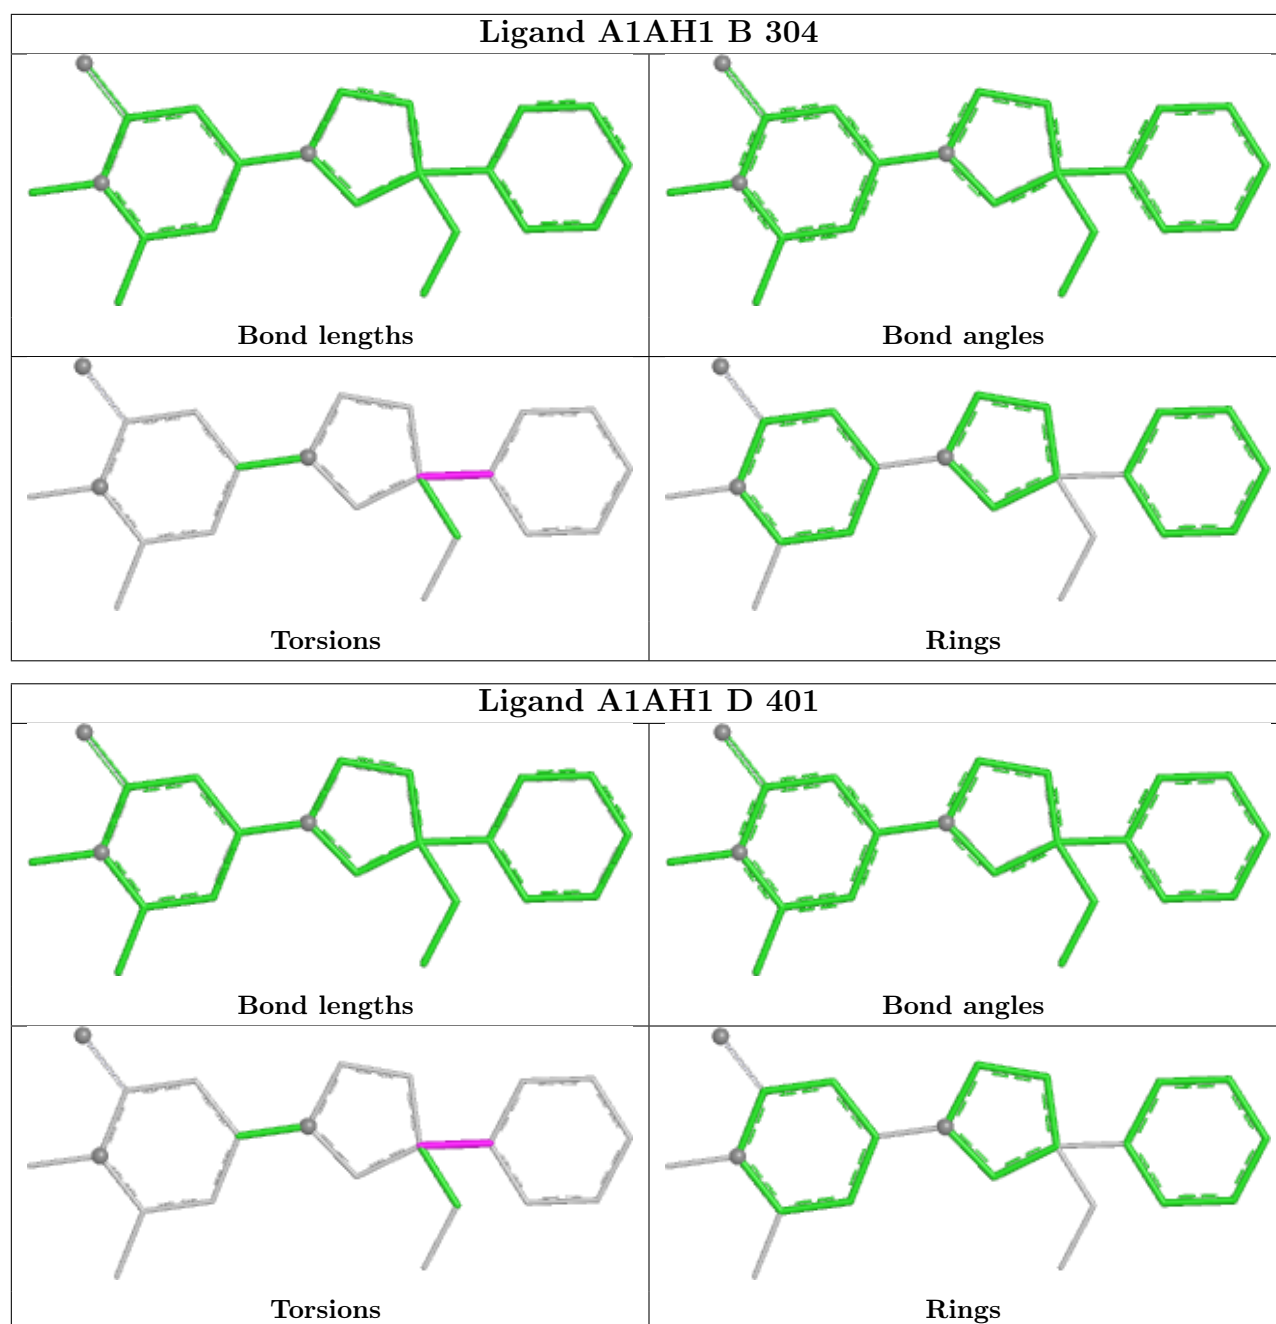 Ligand A1AH1 B 304
Bond lengths
Bond angles
Torsions
Rings
Ligand A1AH1 D 401
Bond lengths
Bond angles
Torsions
Rings